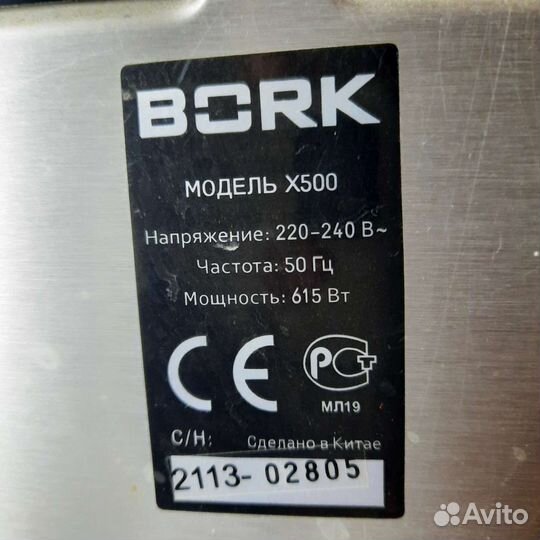 BORK
МОДЕЛЬ X500
Напряжение: 220-240 В~
Частота: 50 Гц
Мощность: 615 Вт
CE
РСТ
МЛ19
С/Н: Сделано в Китае
2113- 02805
Avito